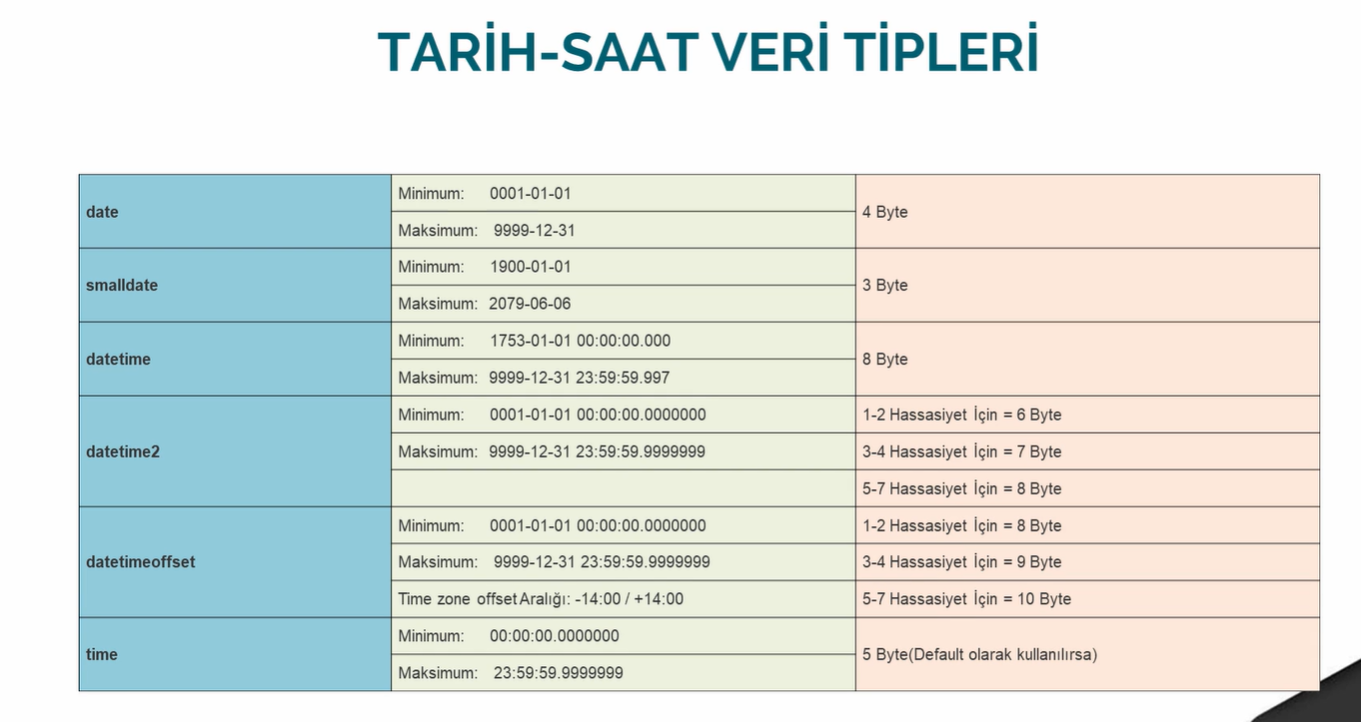 TARİH-SAAT VERİ TİPLERİ
date
Minimum: 0001-01-01
Maksimum: 9999-12-31
4 Byte
smalldate
Minimum: 1900-01-01
Maksimum: 2079-06-06
3 Byte
datetime
Minimum: 1753-01-01 00:00:00.000
Maksimum: 9999-12-31 23:59:59.997
8 Byte
datetime2
Minimum: 0001-01-01 00:00:00.0000000
1-2 Hassasiyet İçin = 6 Byte
Maksimum: 9999-12-31 23:59:59.9999999
3-4 Hassasiyet İçin = 7 Byte
5-7 Hassasiyet İçin = 8 Byte
datetimeoffset
Minimum: 0001-01-01 00:00:00.0000000
1-2 Hassasiyet İçin = 8 Byte
Maksimum: 9999-12-31 23:59:59.9999999
3-4 Hassasiyet İçin = 9 Byte
Time zone offset Aralığı: -14:00 / +14:00
5-7 Hassasiyet İçin = 10 Byte
time
Minimum: 00:00:00.0000000
Maksimum: 23:59:59.9999999
5 Byte(Default olarak kullanılırsa)